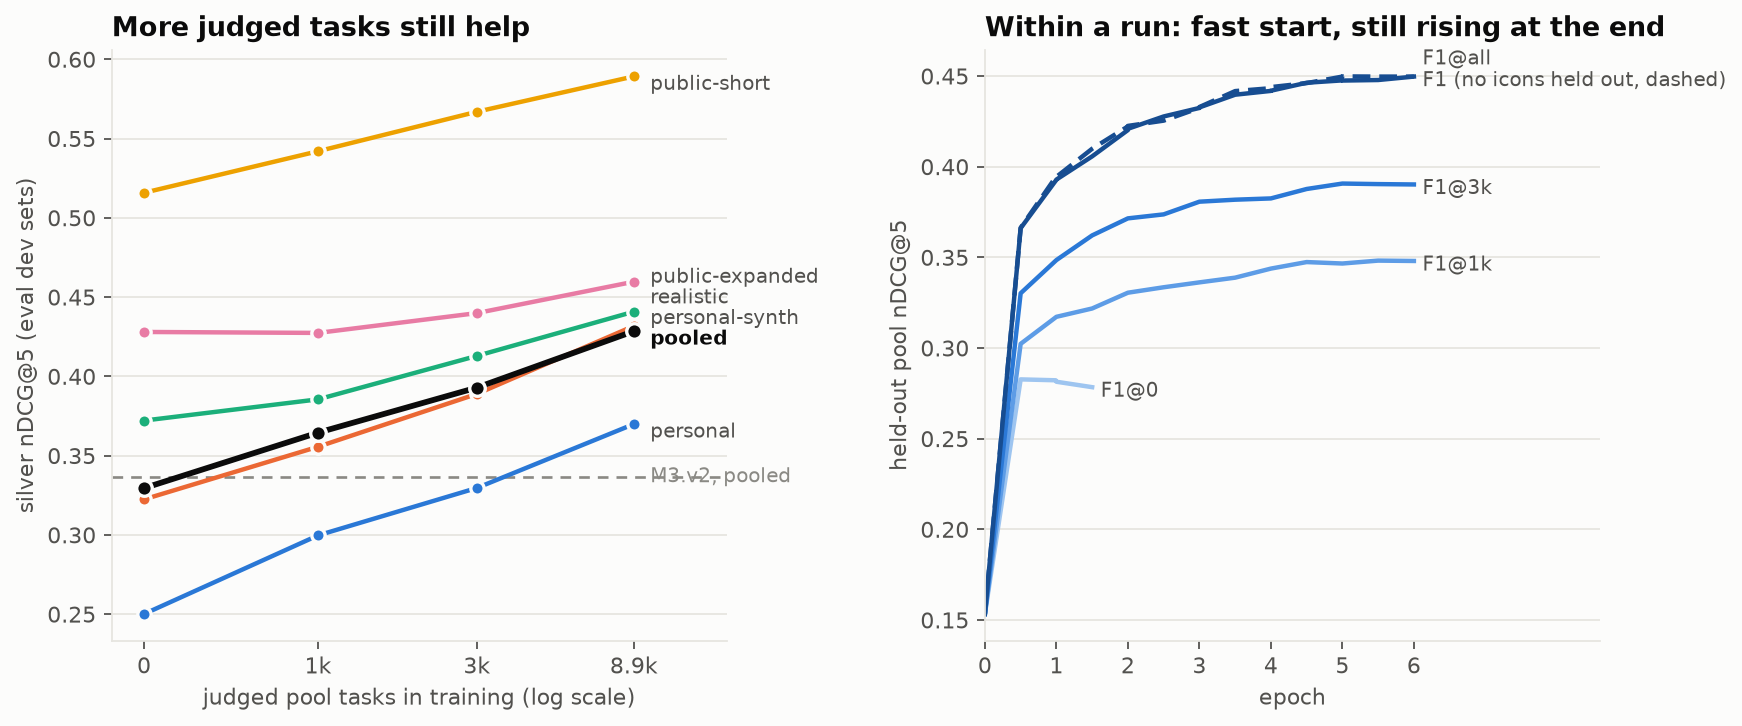 More judged tasks still help
0.60
0.55
0.50
0.45
0.40
0.35
0.30
0.25
silver nDCG@5 (eval dev sets)
public-short
public-expanded
realistic
personal-synth
pooled
personal
M3.v2, pooled
0 1k 3k 8.9k
judged pool tasks in training (log scale)
Within a run: fast start, still rising at the end
0.45
0.40
0.35
0.30
0.25
0.20
0.15
held-out pool nDCG@5
F1@all
F1 (no icons held out, dashed)
F1@3k
F1@1k
F1@0
0 1 2 3 4 5 6
epoch